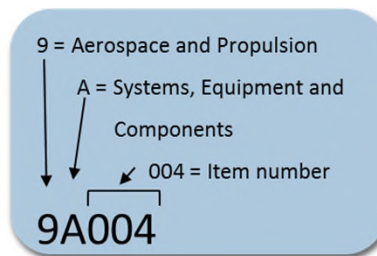 9 = Aerospace and Propulsion
A = Systems, Equipment and
Components
004 = Item number
9A004